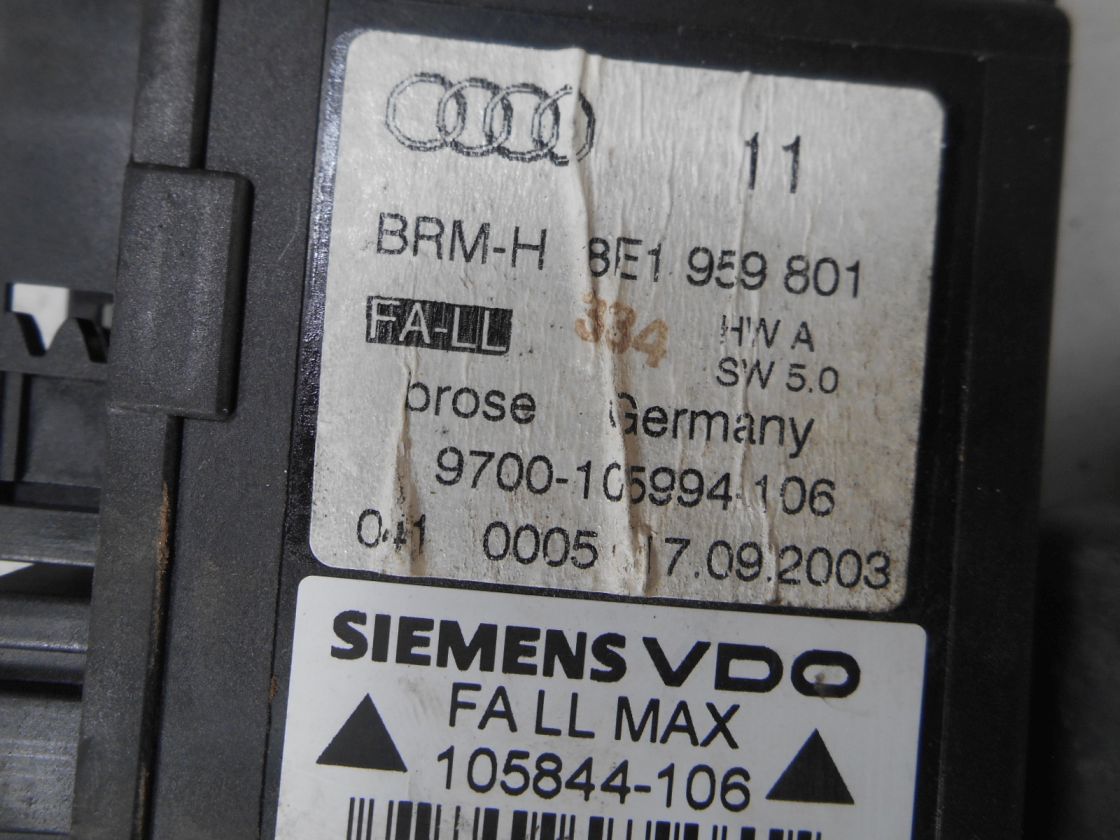 11
BRM-H 8E1 959 801
FA-LL 334 HW A
SW 5.0
brose Germany
9700-105994-106
041 0005 17.09.2003
SIEMENS VDO
FA LL MAX
105844-106